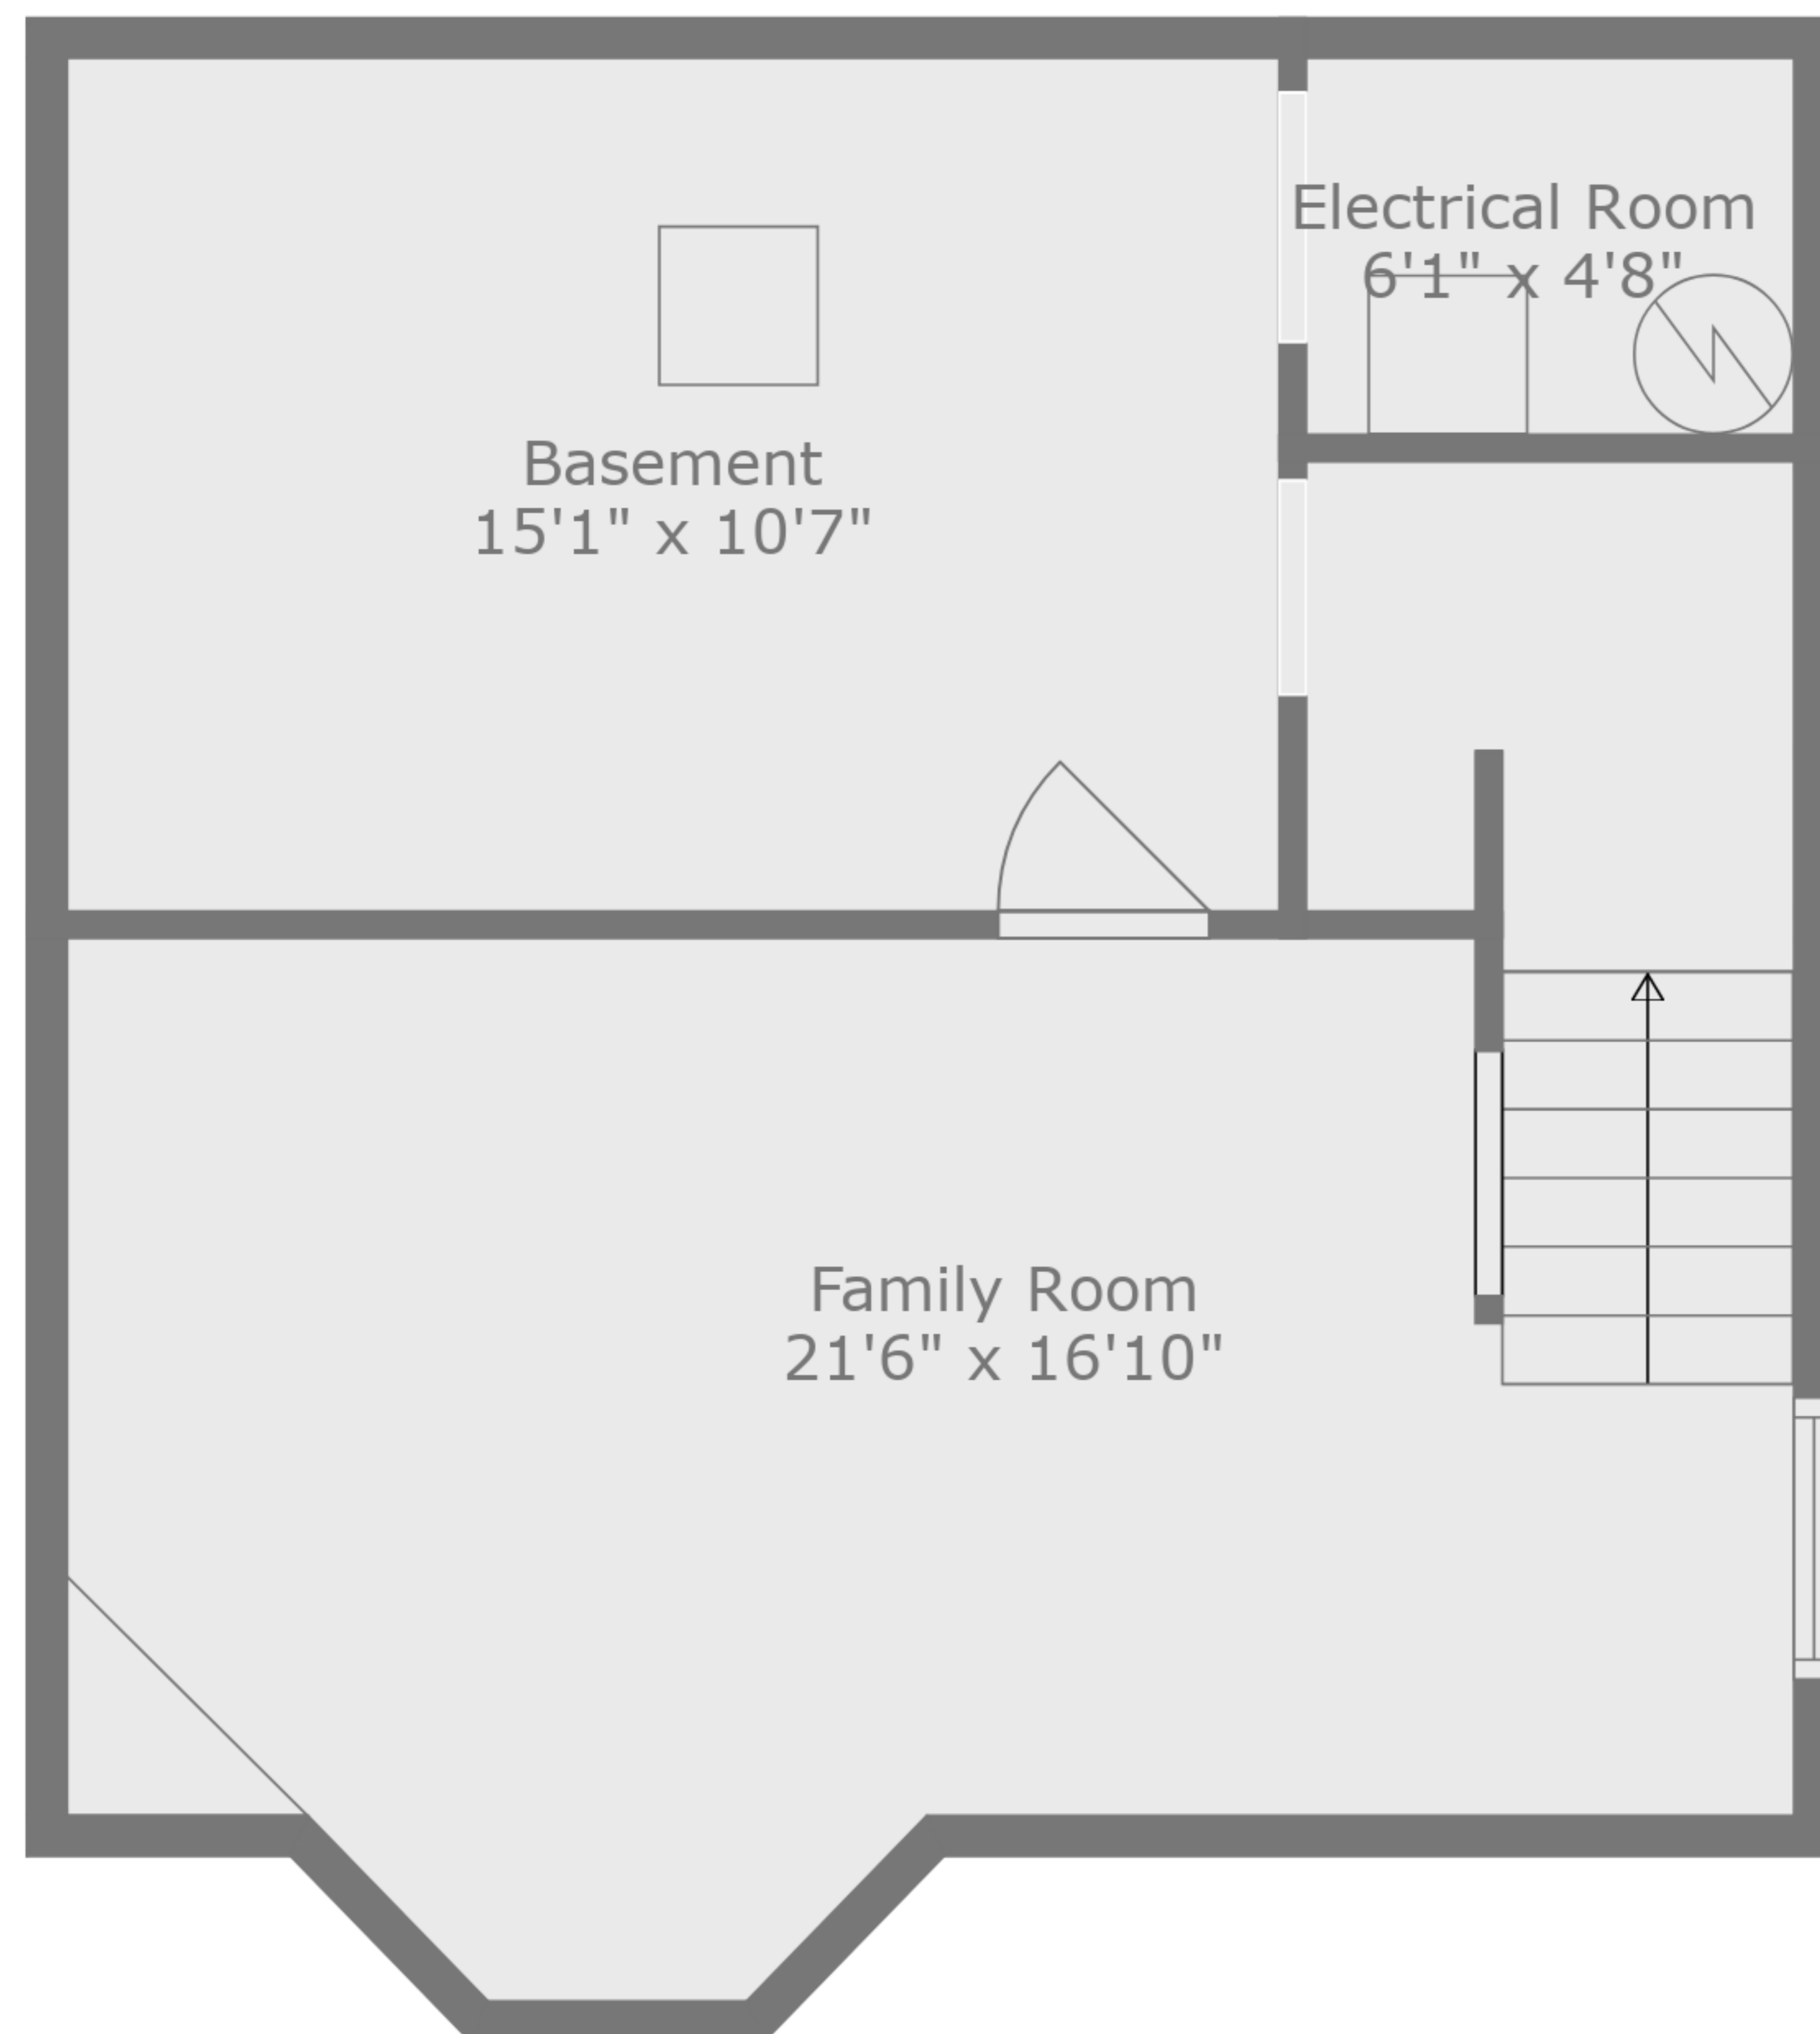 Electrical Room
6'1" x 4'8"
Basement
15'1" x 10'7"
Family Room
21'6" x 16'10"